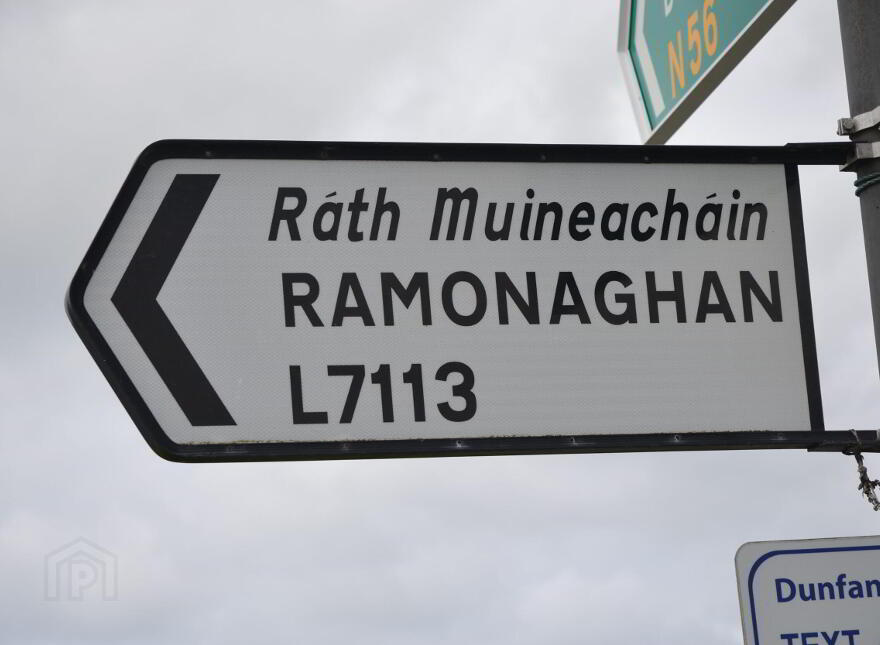 N56
Ráth Muineacháin
RAMONAGHAN
L7113
Dunfan
TEXT